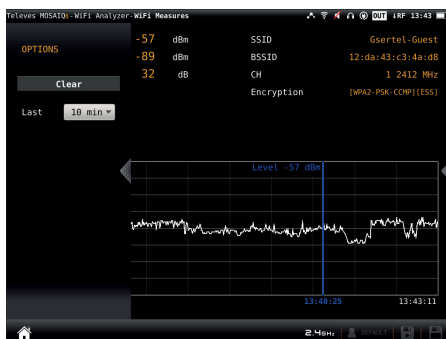 Televes MOSAIQ6-WiFi Analyzer-WiFi Measures OUT ↓RF 13:43
OPTIONS
Clear
Last 10 min
-57 dBm SSID Gsertel-Guest
-89 dBm BSSID 12:da:43:c3:4a:d8
32 dB CH 1 2412 MHz
Encryption [WPA2-PSK-CCMP][ESS]
Level -57 dBm
13:40:25 13:43:11
2.4GHz DEFAULT